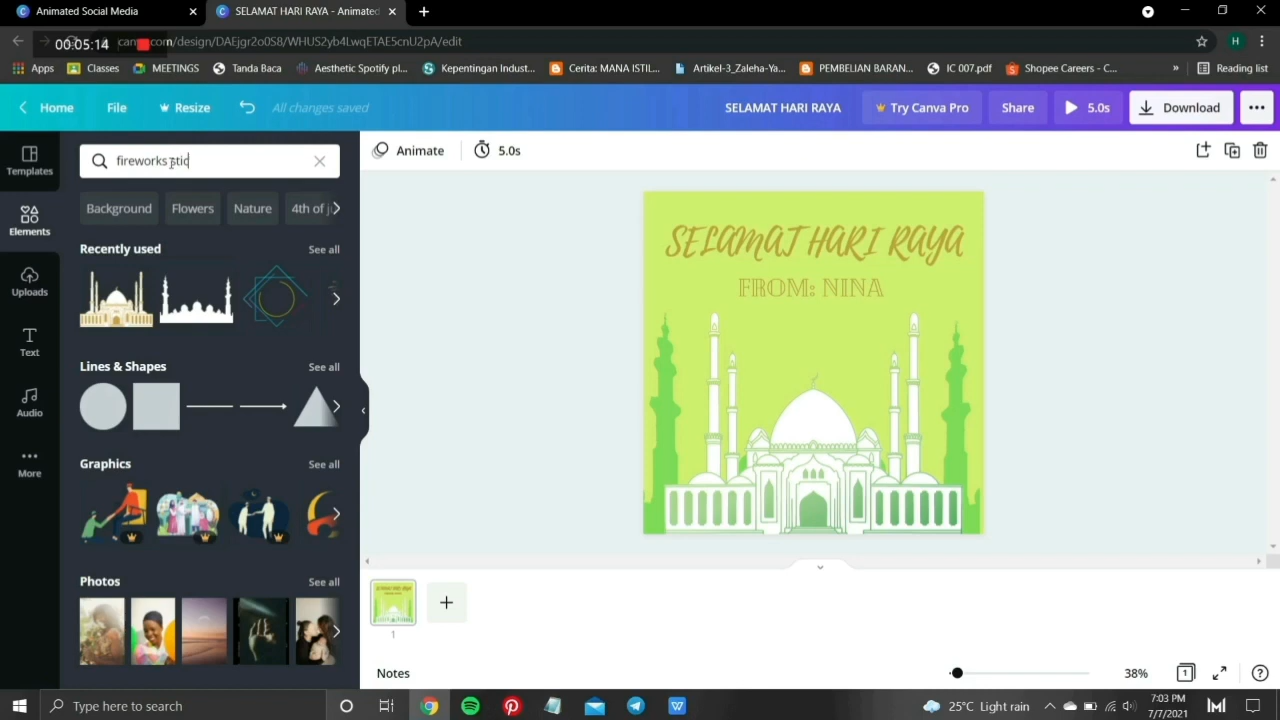 Animated Social Media
SELAMAT HARI RAYA - Animated
00:05:14
com/design/DAEjgr2o0S8/WHUS2yb4LwqETAE5cnU2pA/edit
H
Apps
Classes
MEETINGS
Tanda Baca
Aesthetic Spotify pl...
Kepentingan Indust...
Cerita: MANA ISTIL...
Artikel-3_Zaleha-Ya...
PEMBELIAN BARAN...
IC 007.pdf
Shopee Careers - C...
»
Reading list
Home
File
Resize
All changes saved
SELAMAT HARI RAYA
Try Canva Pro
Share
5.0s
Download
Templates
Elements
Uploads
Text
Audio
More
fireworks stic
Background
Flowers
Nature
4th of j
Recently used
See all
Lines & Shapes
See all
Graphics
See all
Photos
See all
Animate
5.0s
SELAMAT HARI RAYA
FROM: NINA
1
Notes
38%
1
Type here to search
25°C Light rain
7:03 PM
7/7/2021